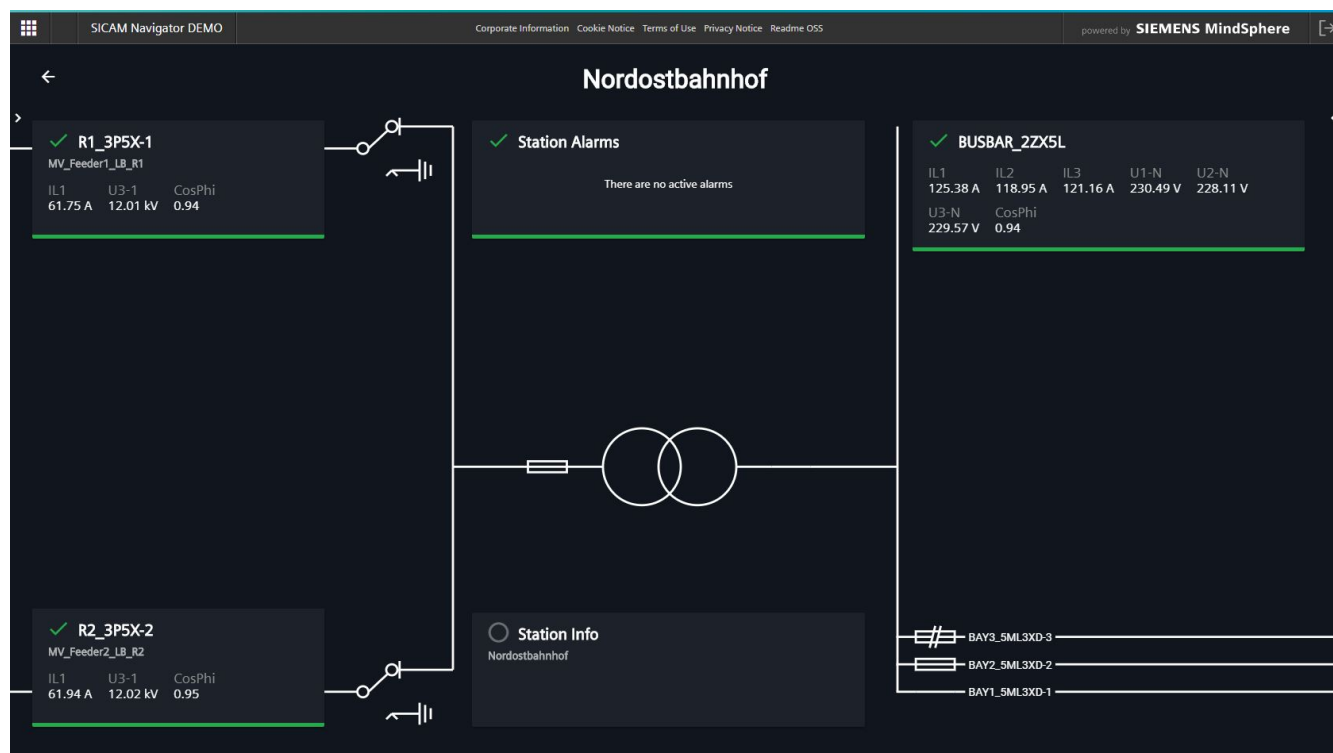 SICAM Navigator DEMO
Corporate Information Cookie Notice Terms of Use Privacy Notice Readme OSS
powered by SIEMENS MindSphere
Nordostbahnhof
R1_3P5X-1
MV_Feeder1_LB_R1
IL1 U3-1 CosPhi
61.75 A 12.01 kV 0.94
Station Alarms
There are no active alarms
BUSBAR_2ZX5L
IL1 IL2 IL3 U1-N U2-N
125.38 A 118.95 A 121.16 A 230.49 V 228.11 V
U3-N CosPhi
229.57 V 0.94
R2_3P5X-2
MV_Feeder2_LB_R2
IL1 U3-1 CosPhi
61.94 A 12.02 kV 0.95
Station Info
Nordostbahnhof
BAY3_5ML3XD-3
BAY2_5ML3XD-2
BAY1_5ML3XD-1